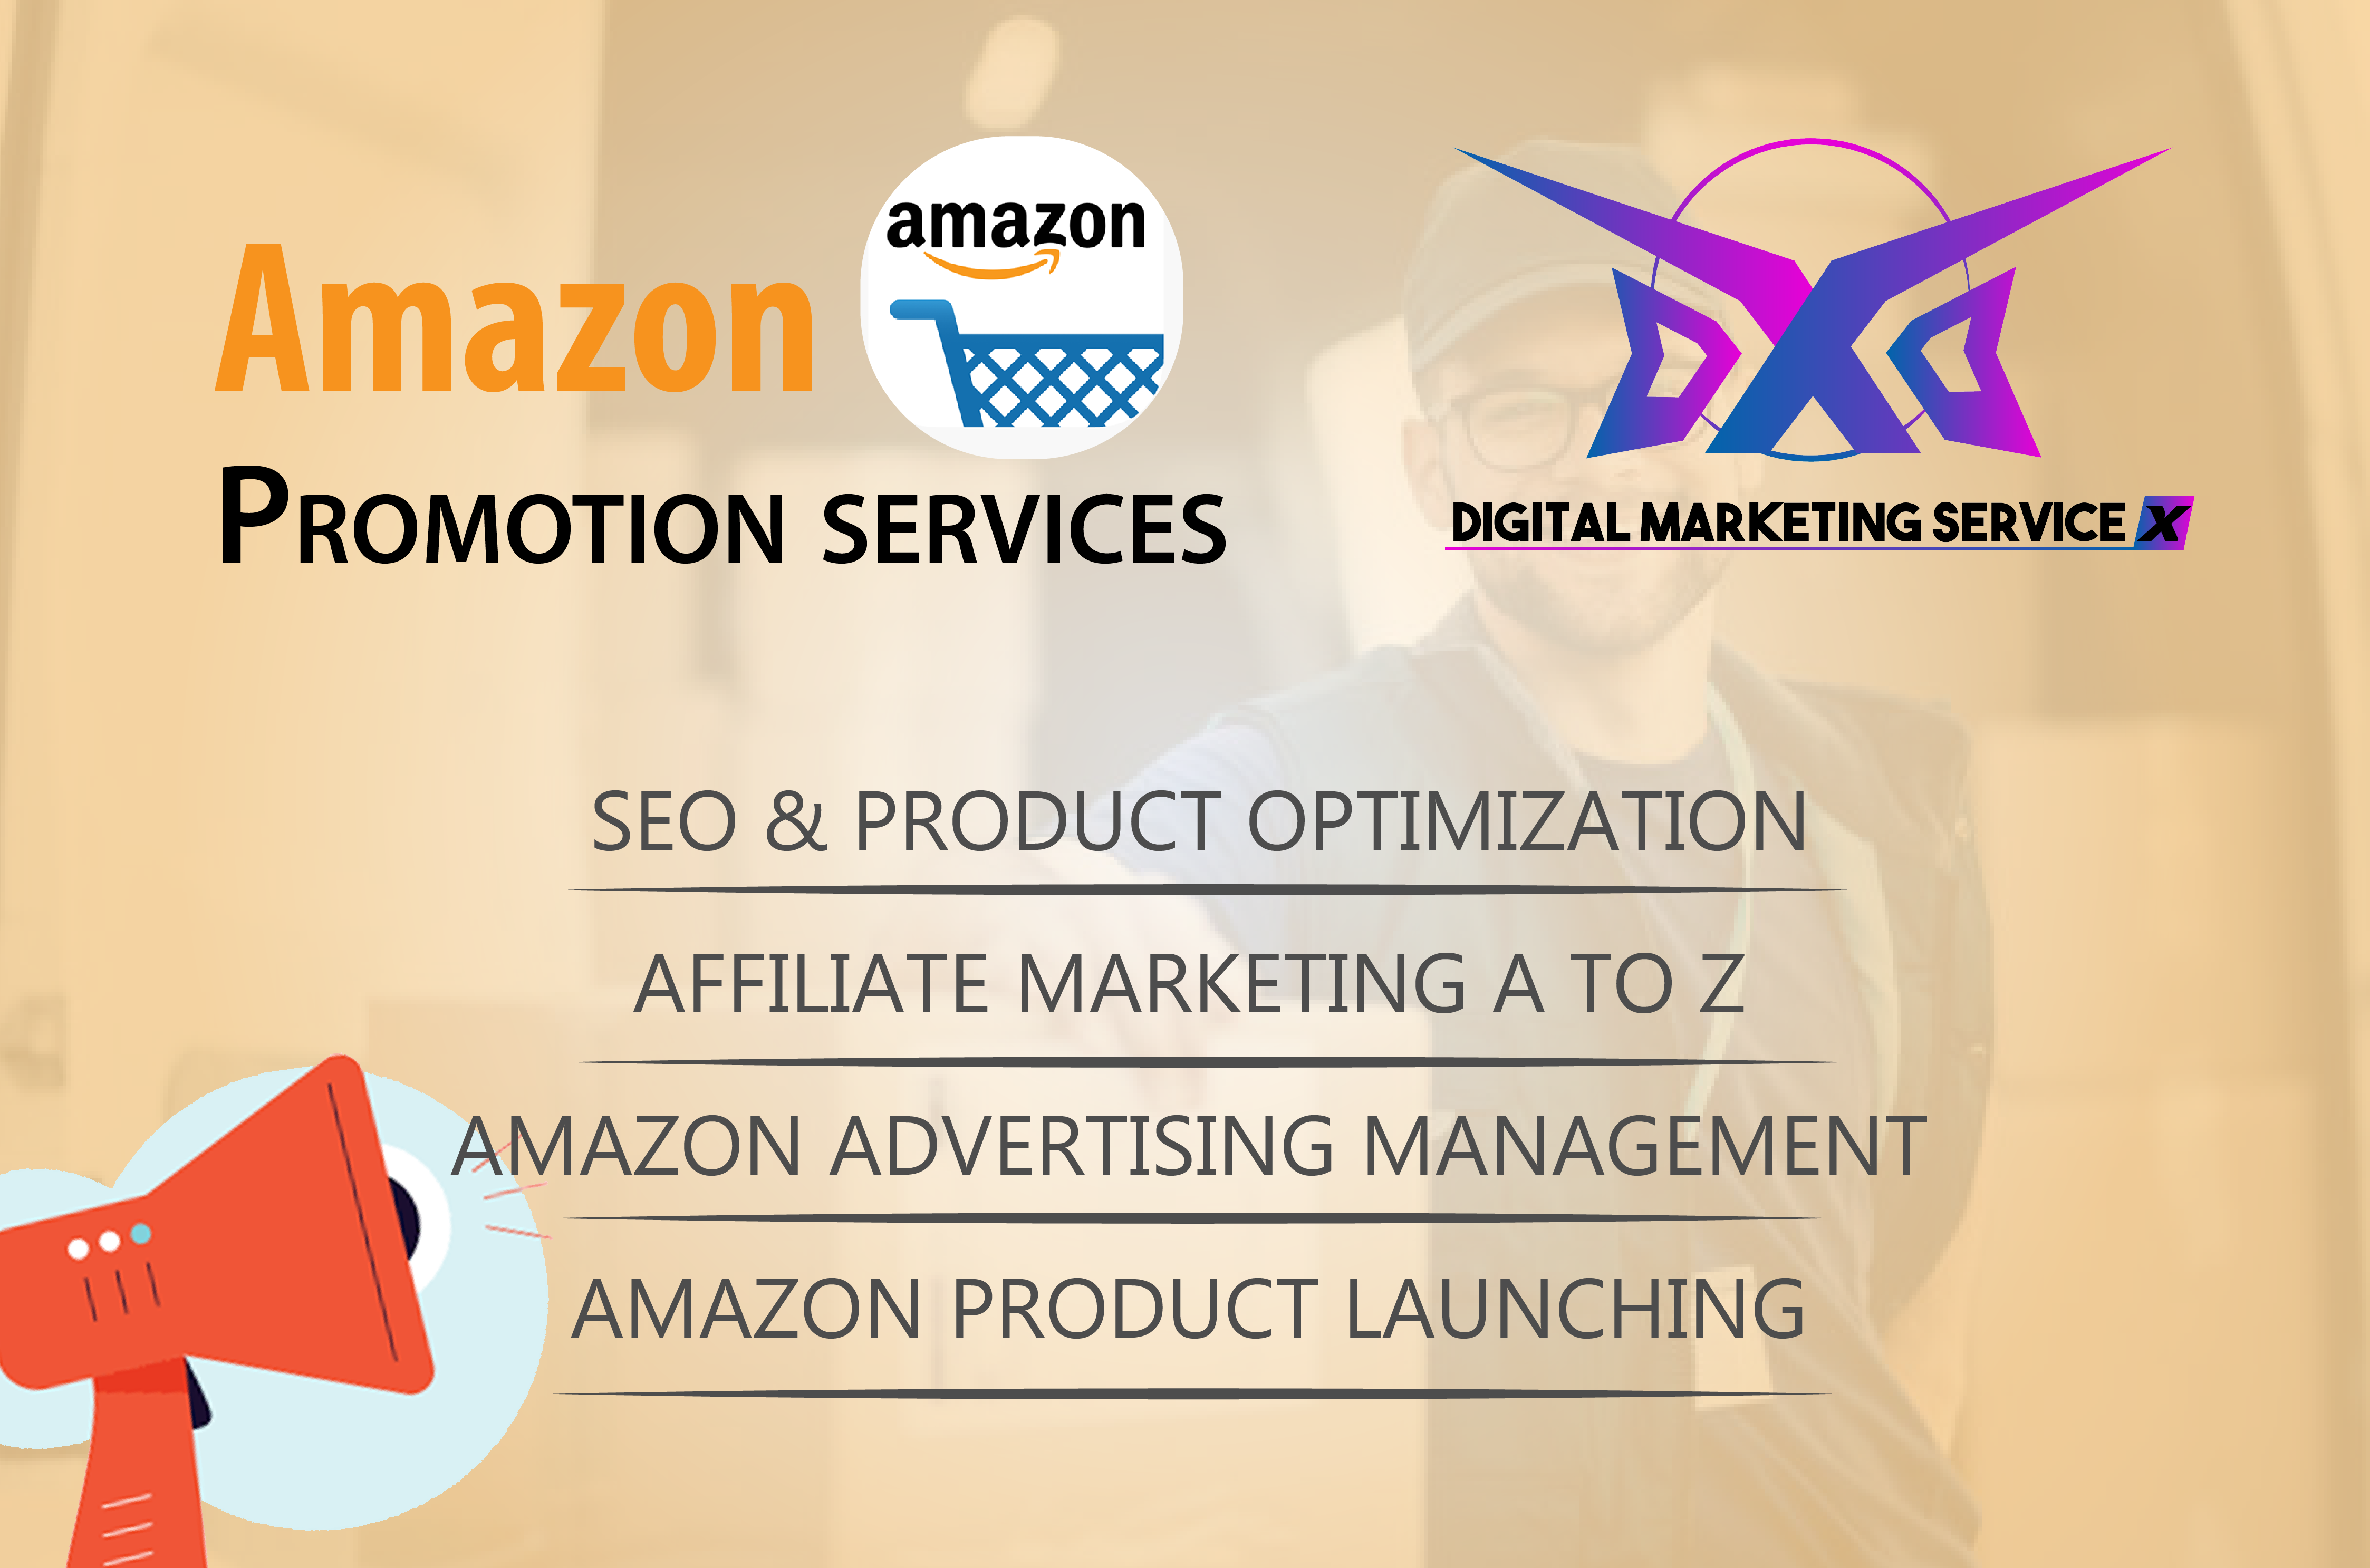 Amazon
amazon
PROMOTION SERVICES
DIGITAL MARKETING SERVICE X
SEO & PRODUCT OPTIMIZATION
AFFILIATE MARKETING A TO Z
AMAZON ADVERTISING MANAGEMENT
AMAZON PRODUCT LAUNCHING